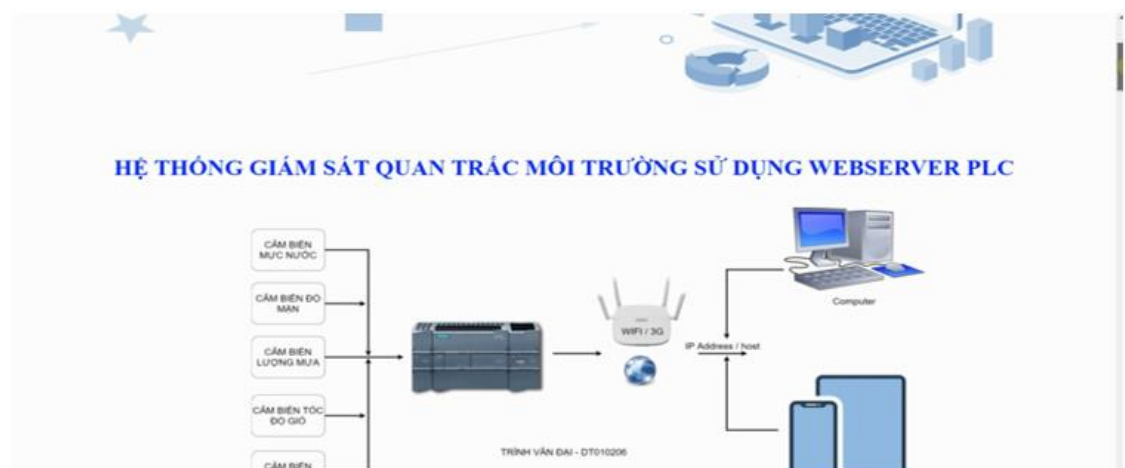 HỆ THỐNG GIÁM SÁT QUAN TRẮC MÔI TRƯỜNG SỬ DỤNG WEBSERVER PLC
CẢM BIẾN
MỰC NƯỚC
CẢM BIẾN ĐO
MẶN
CẢM BIẾN
LƯỢNG MƯA
CẢM BIẾN TỐC
ĐỘ GIÓ
CẢM BIẾN
WIFI / 3G
IP Address / host
Computer
TRỊNH VĂN ĐẠI - DT010206